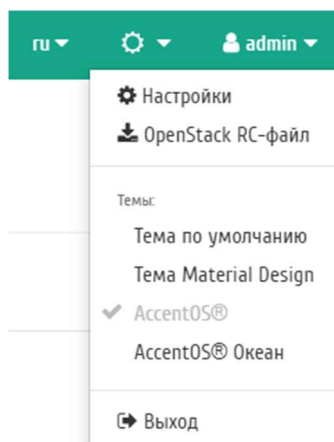 ru admin
Настройки
OpenStack RC-файл
Темы:
Тема по умолчанию
Тема Material Design
AccentOS®
AccentOS® Океан
Выход